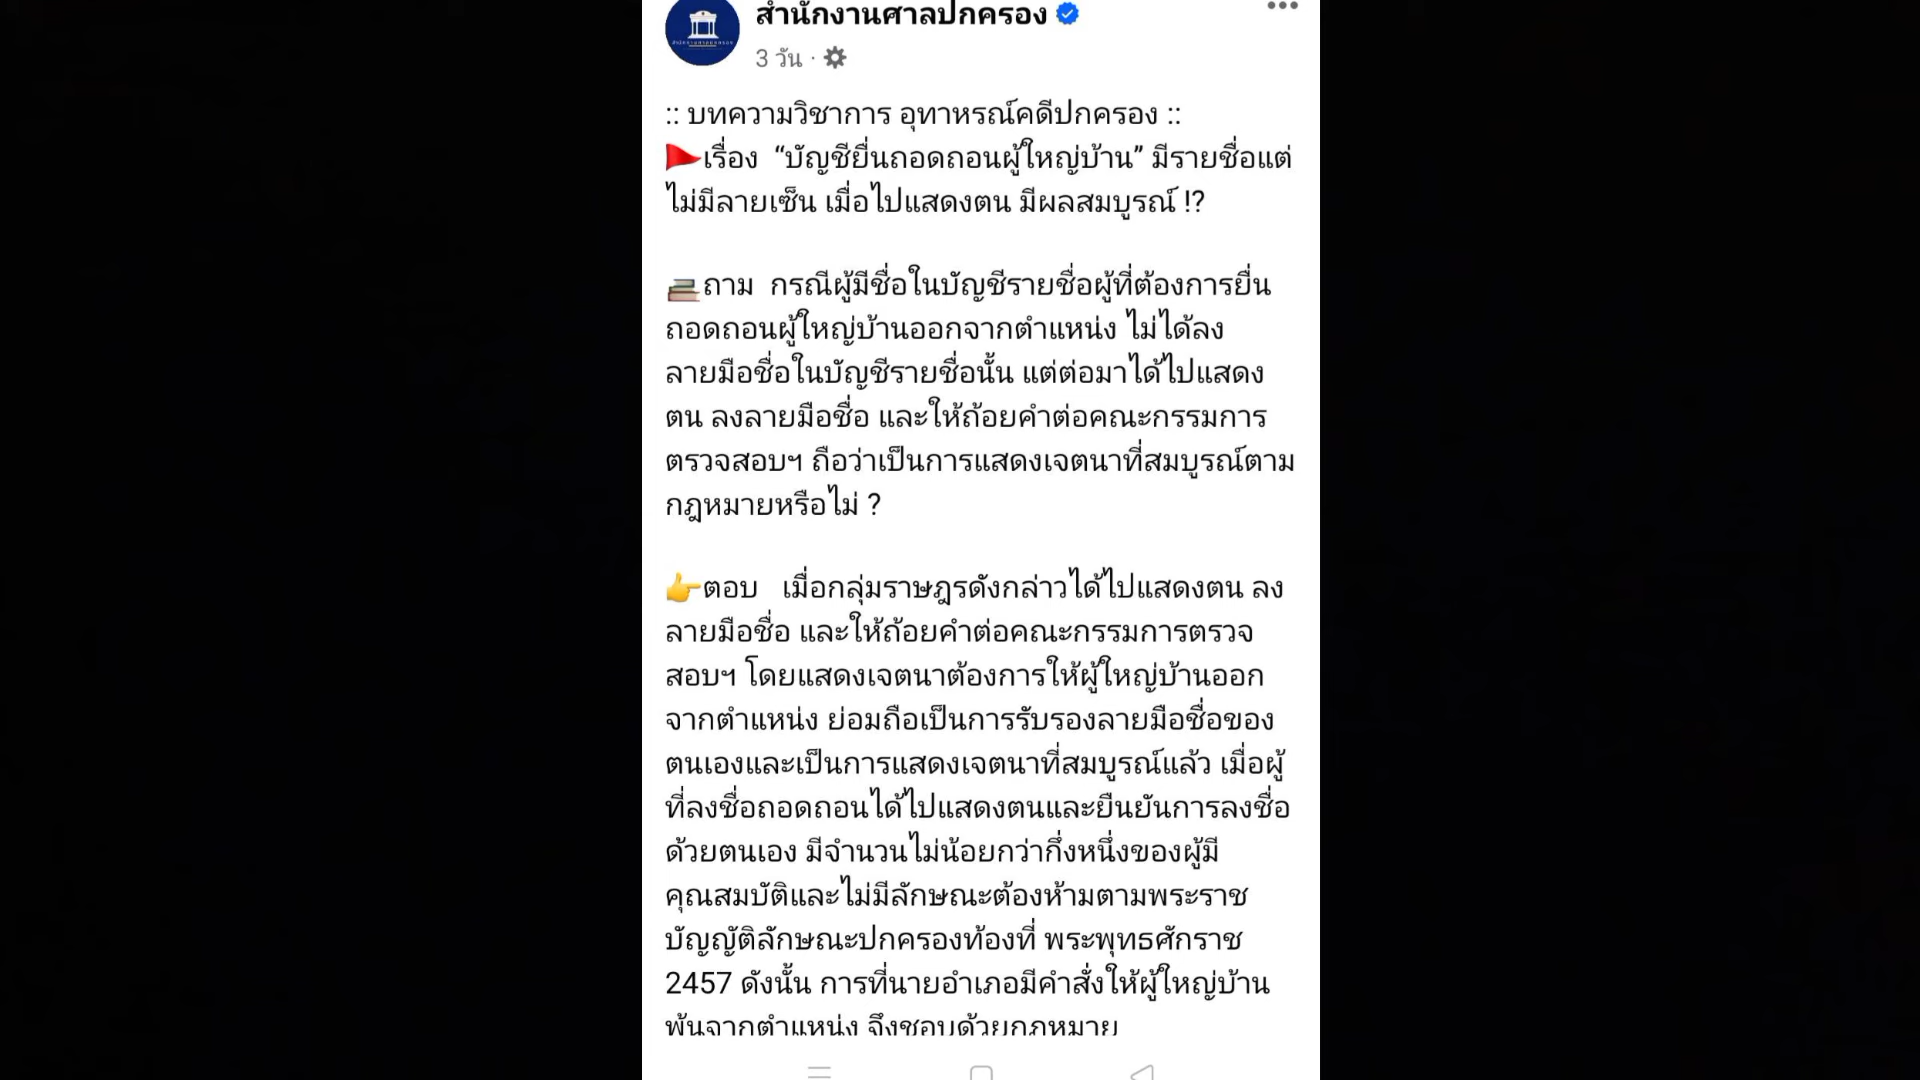 สำนักงานศาลปกครอง
3 วัน ·
:: บทความวิชาการ อุทาหรณ์คดีปกครอง ::
เรื่อง “บัญชียื่นถอดถอนผู้ใหญ่บ้าน” มีรายชื่อแต่
ไม่มีลายเซ็น เมื่อไปแสดงตน มีผลสมบูรณ์ !?
ถาม กรณีผู้มีชื่อในบัญชีรายชื่อผู้ที่ต้องการยื่น
ถอดถอนผู้ใหญ่บ้านออกจากตำแหน่ง ไม่ได้ลง
ลายมือชื่อในบัญชีรายชื่อนั้น แต่ต่อมาได้ไปแสดง
ตน ลงลายมือชื่อ และให้ถ้อยคำต่อคณะกรรมการ
ตรวจสอบฯ ถือว่าเป็นการแสดงเจตนาที่สมบูรณ์ตาม
กฎหมายหรือไม่ ?
ตอบ เมื่อกลุ่มราษฎรดังกล่าวได้ไปแสดงตน ลง
ลายมือชื่อ และให้ถ้อยคำต่อคณะกรรมการตรวจ
สอบฯ โดยแสดงเจตนาต้องการให้ผู้ใหญ่บ้านออก
จากตำแหน่ง ย่อมถือเป็นการรับรองลายมือชื่อของ
ตนเองและเป็นการแสดงเจตนาที่สมบูรณ์แล้ว เมื่อผู้
ที่ลงชื่อถอดถอนได้ไปแสดงตนและยืนยันการลงชื่อ
ด้วยตนเอง มีจำนวนไม่น้อยกว่ากึ่งหนึ่งของผู้มี
คุณสมบัติและไม่มีลักษณะต้องห้ามตามพระราช
บัญญัติลักษณะปกครองท้องที่ พระพุทธศักราช
2457 ดังนั้น การที่นายอำเภอมีคำสั่งให้ผู้ใหญ่บ้าน
พ้นจากตำแหน่ง จึงชอบด้วยกฎหมาย